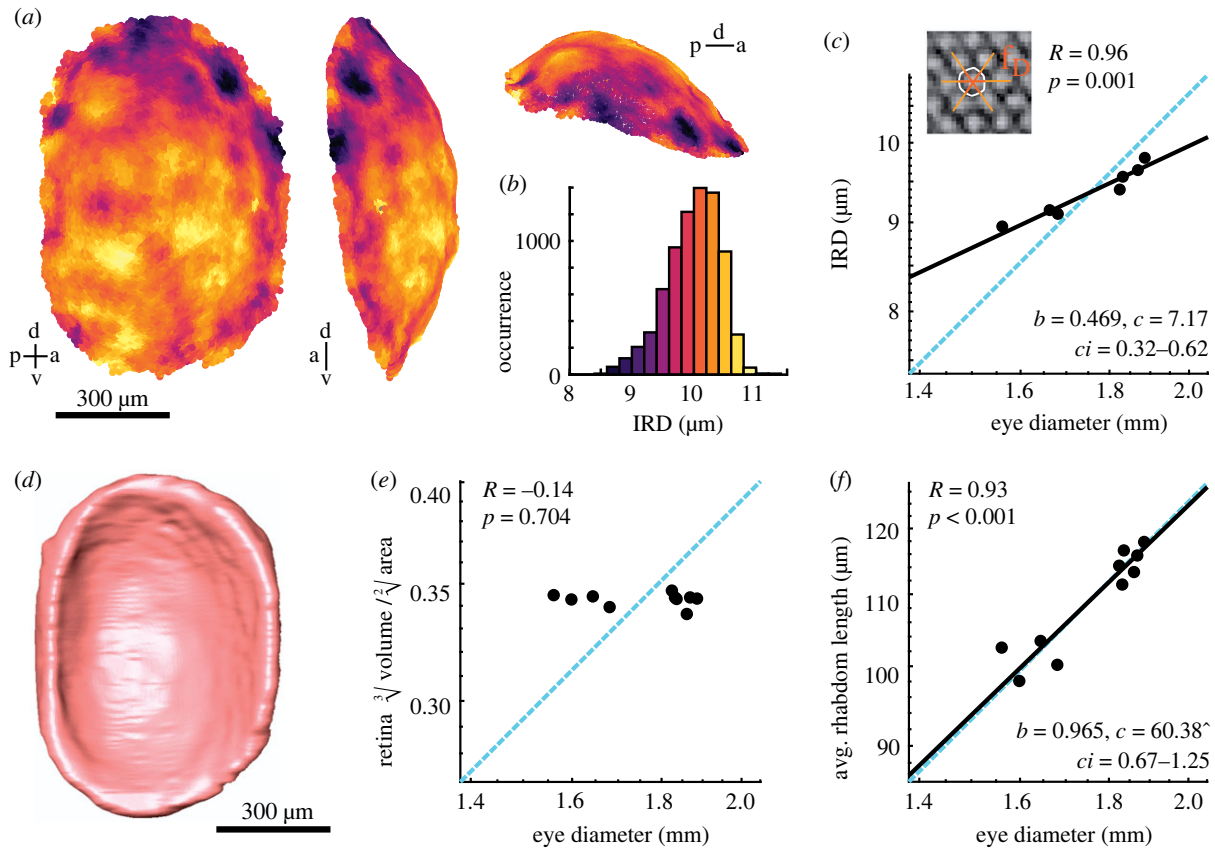 (a)
d
p a
v
300 µm
d
a
v
d
p a
(b)
1000
0
occurrence
8 9 10 11
IRD (µm)
(c)
D
R = 0.96
p = 0.001
10
9
8
IRD (µm)
b = 0.469, c = 7.17
ci = 0.32–0.62
1.4 1.6 1.8 2.0
eye diameter (mm)
(d)
300 µm
(e)
R = –0.14
p = 0.704
0.40
0.35
0.30
retina ∛ volume / ²√ area
1.4 1.6 1.8 2.0
eye diameter (mm)
(f)
R = 0.93
p < 0.001
120
110
100
90
avg. rhabdom length (µm)
b = 0.965, c = 60.38ˆ
ci = 0.67–1.25
1.4 1.6 1.8 2.0
eye diameter (mm)